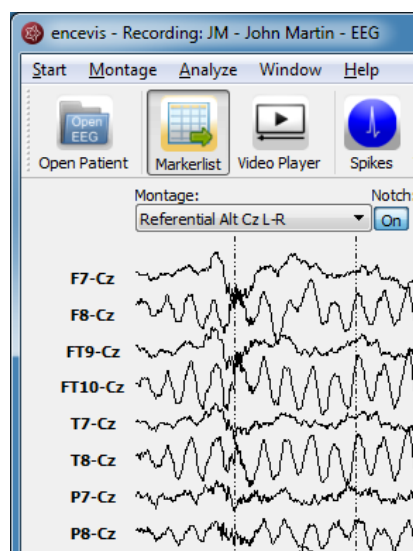 encevis - Recording: JM - John Martin - EEG
Start Montage Analyze Window Help
Open EEG
Open Patient Markerlist Video Player Spikes
Montage: Notch:
Referential Alt Cz L-R On
F7-Cz
F8-Cz
FT9-Cz
FT10-Cz
T7-Cz
T8-Cz
P7-Cz
P8-Cz